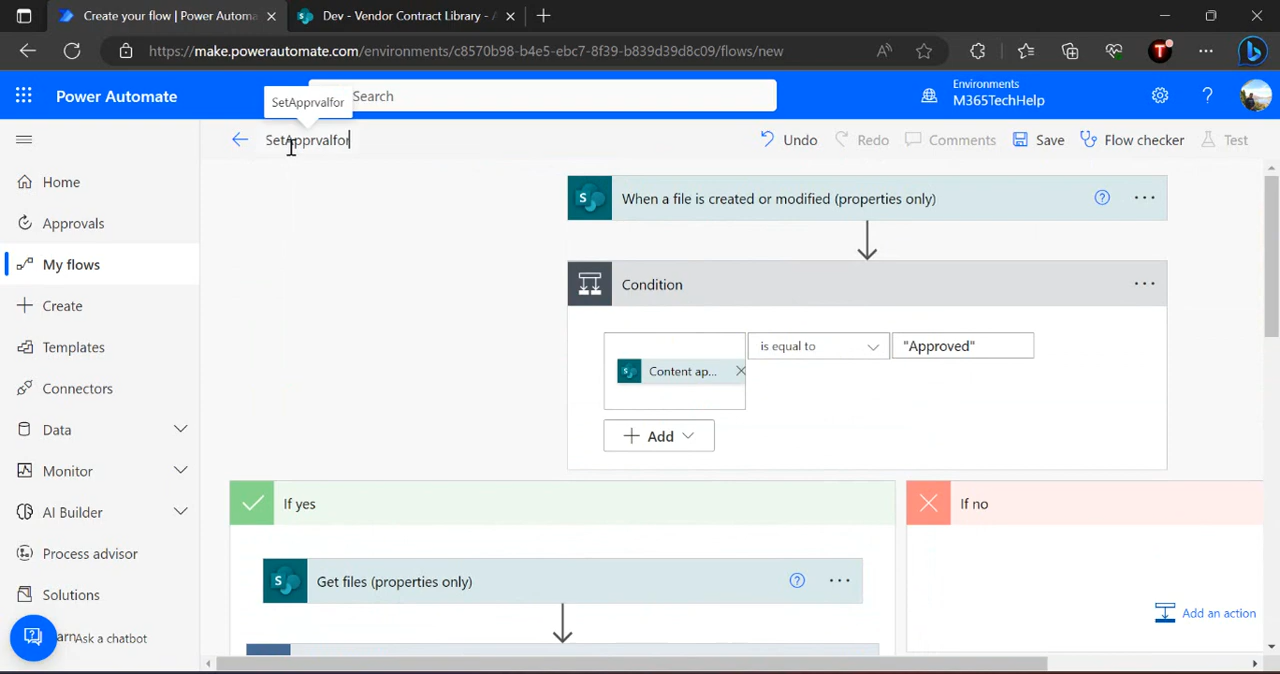 Create your flow | Power Automa
Dev - Vendor Contract Library - /
https://make.powerautomate.com/environments/c8570b98-b4e5-ebc7-8f39-b839d39d8c09/flows/new
T
Power Automate
SetApprvalfor
Search
Environments
M365TechHelp
SetApprvalfor
Undo
Redo
Comments
Save
Flow checker
Test
Home
Approvals
My flows
Create
Templates
Connectors
Data
Monitor
AI Builder
Process advisor
Solutions
arn
Ask a chatbot
When a file is created or modified (properties only)
Condition
Content ap...
is equal to
"Approved"
Add
If yes
If no
Get files (properties only)
Add an action